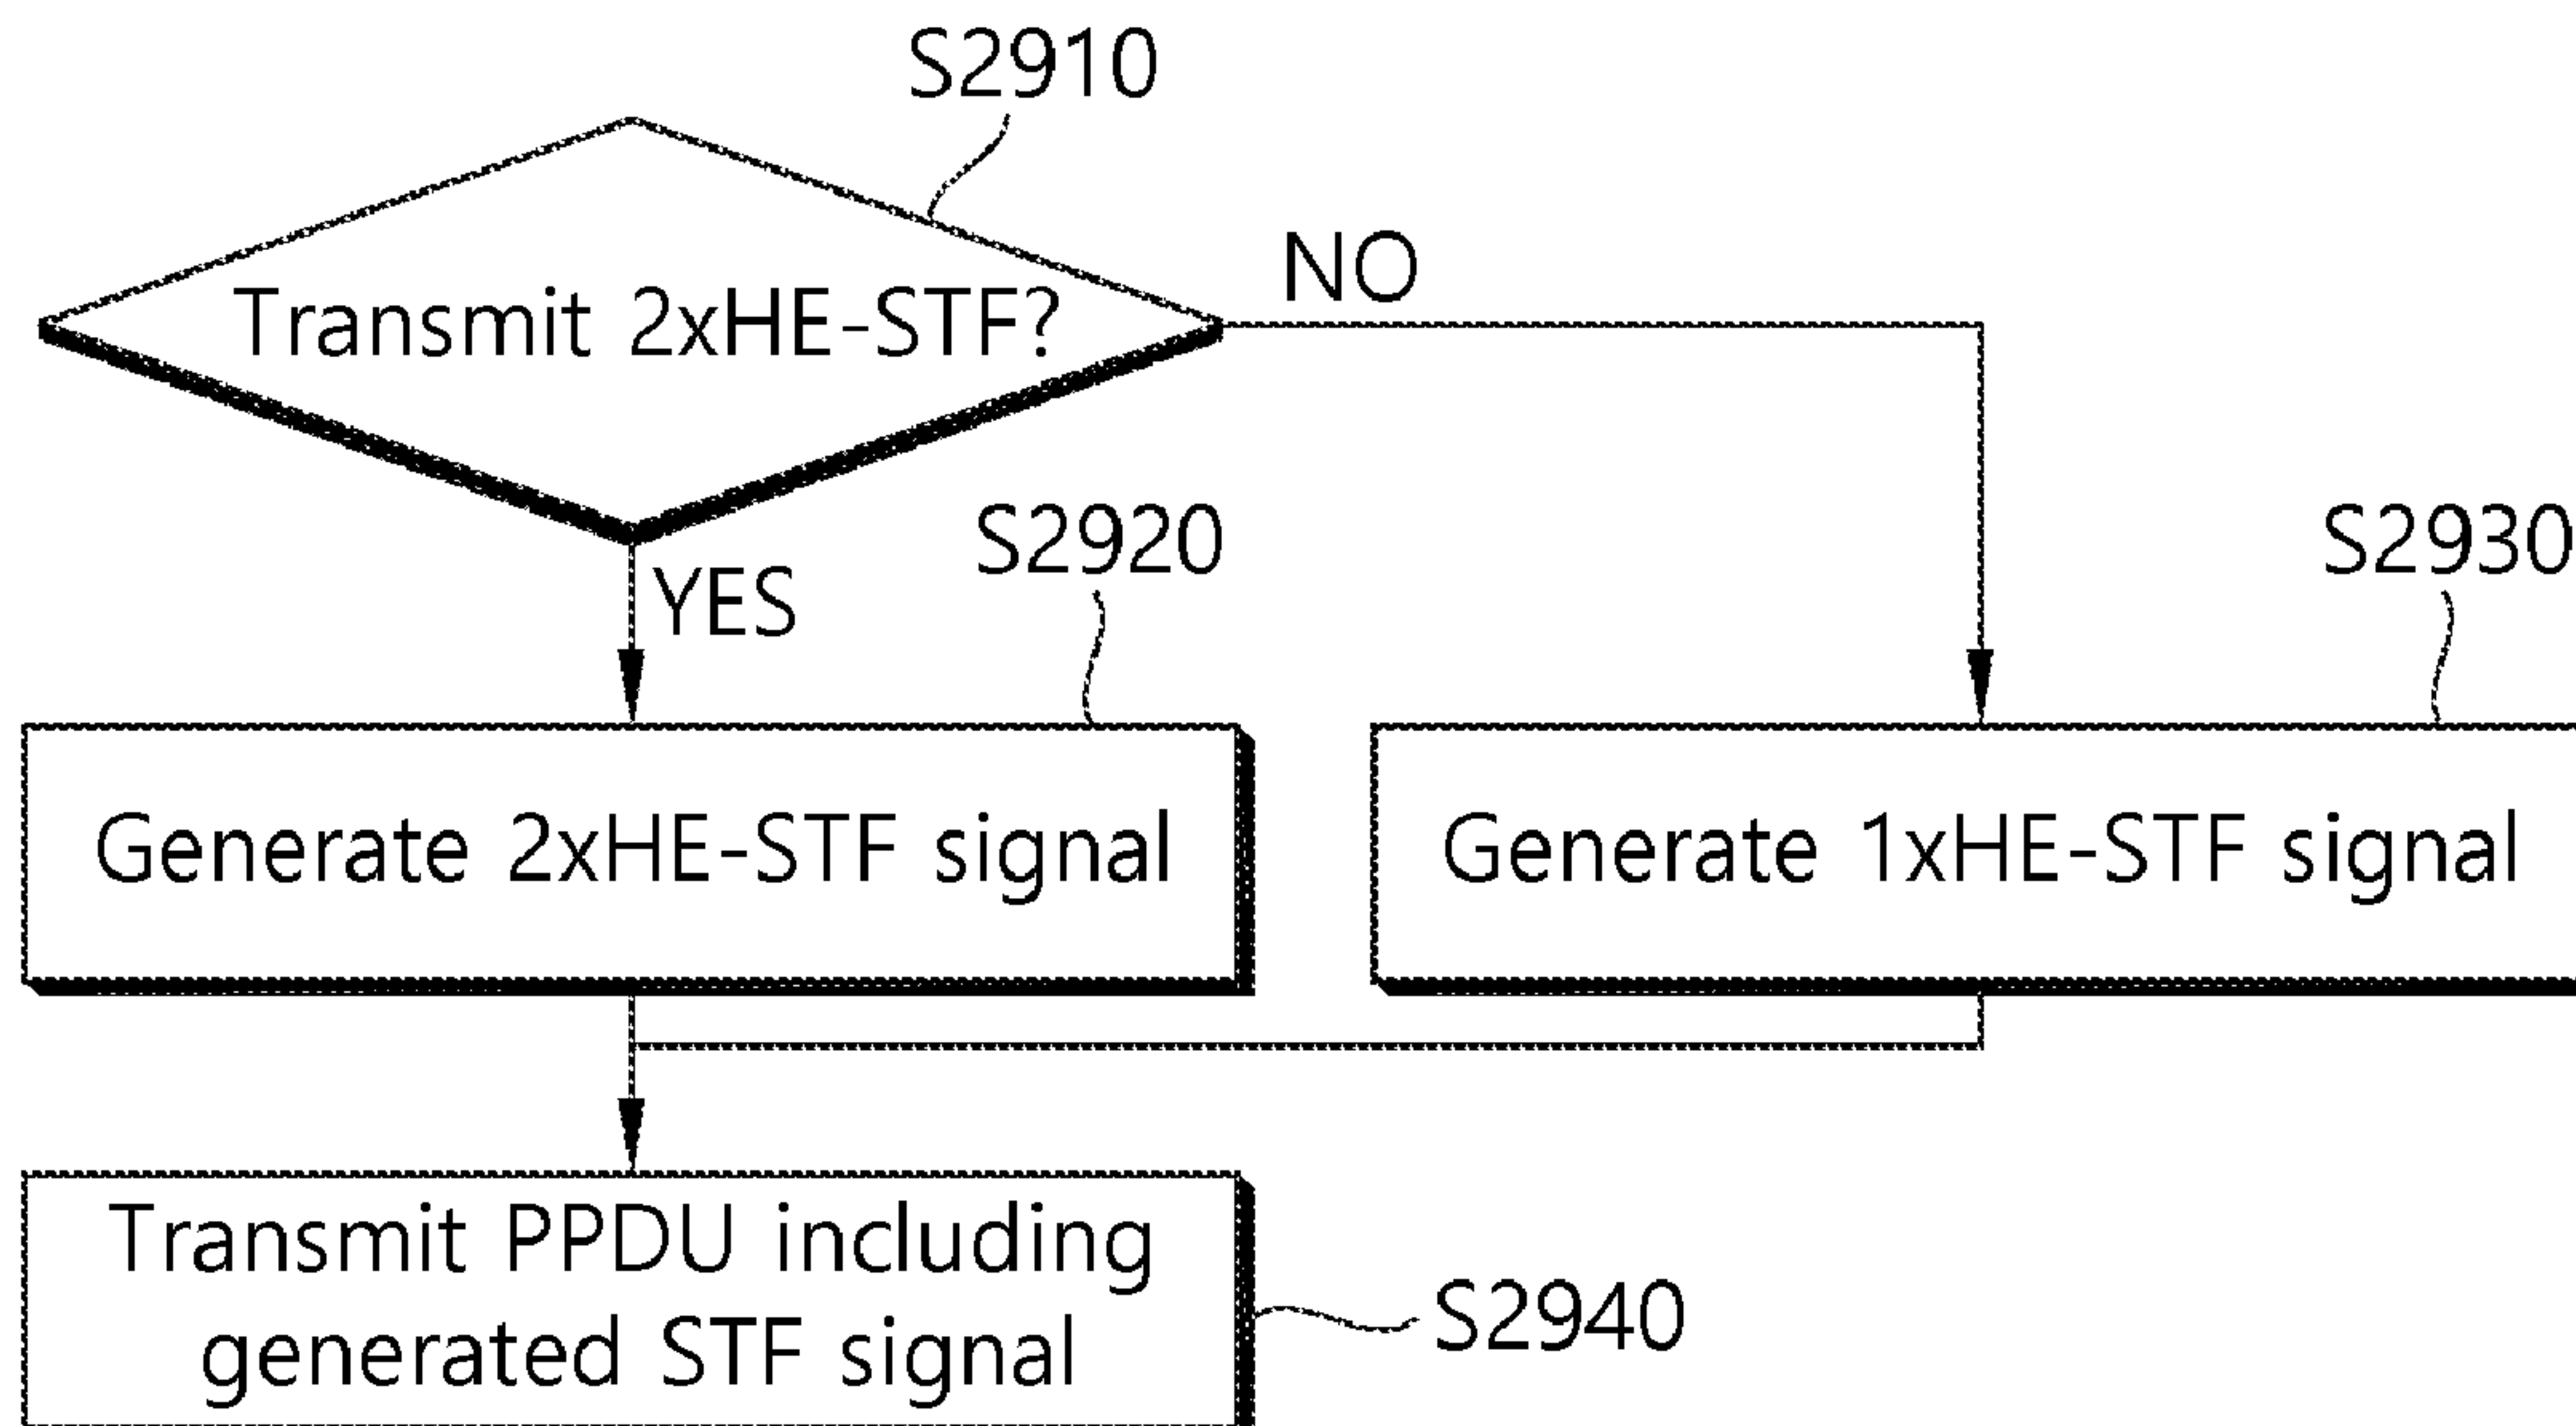 S2910
Transmit 2xHE-STF?
NO
YES
S2920
S2930
Generate 2xHE-STF signal
Generate 1xHE-STF signal
Transmit PPDU including
generated STF signal
S2940